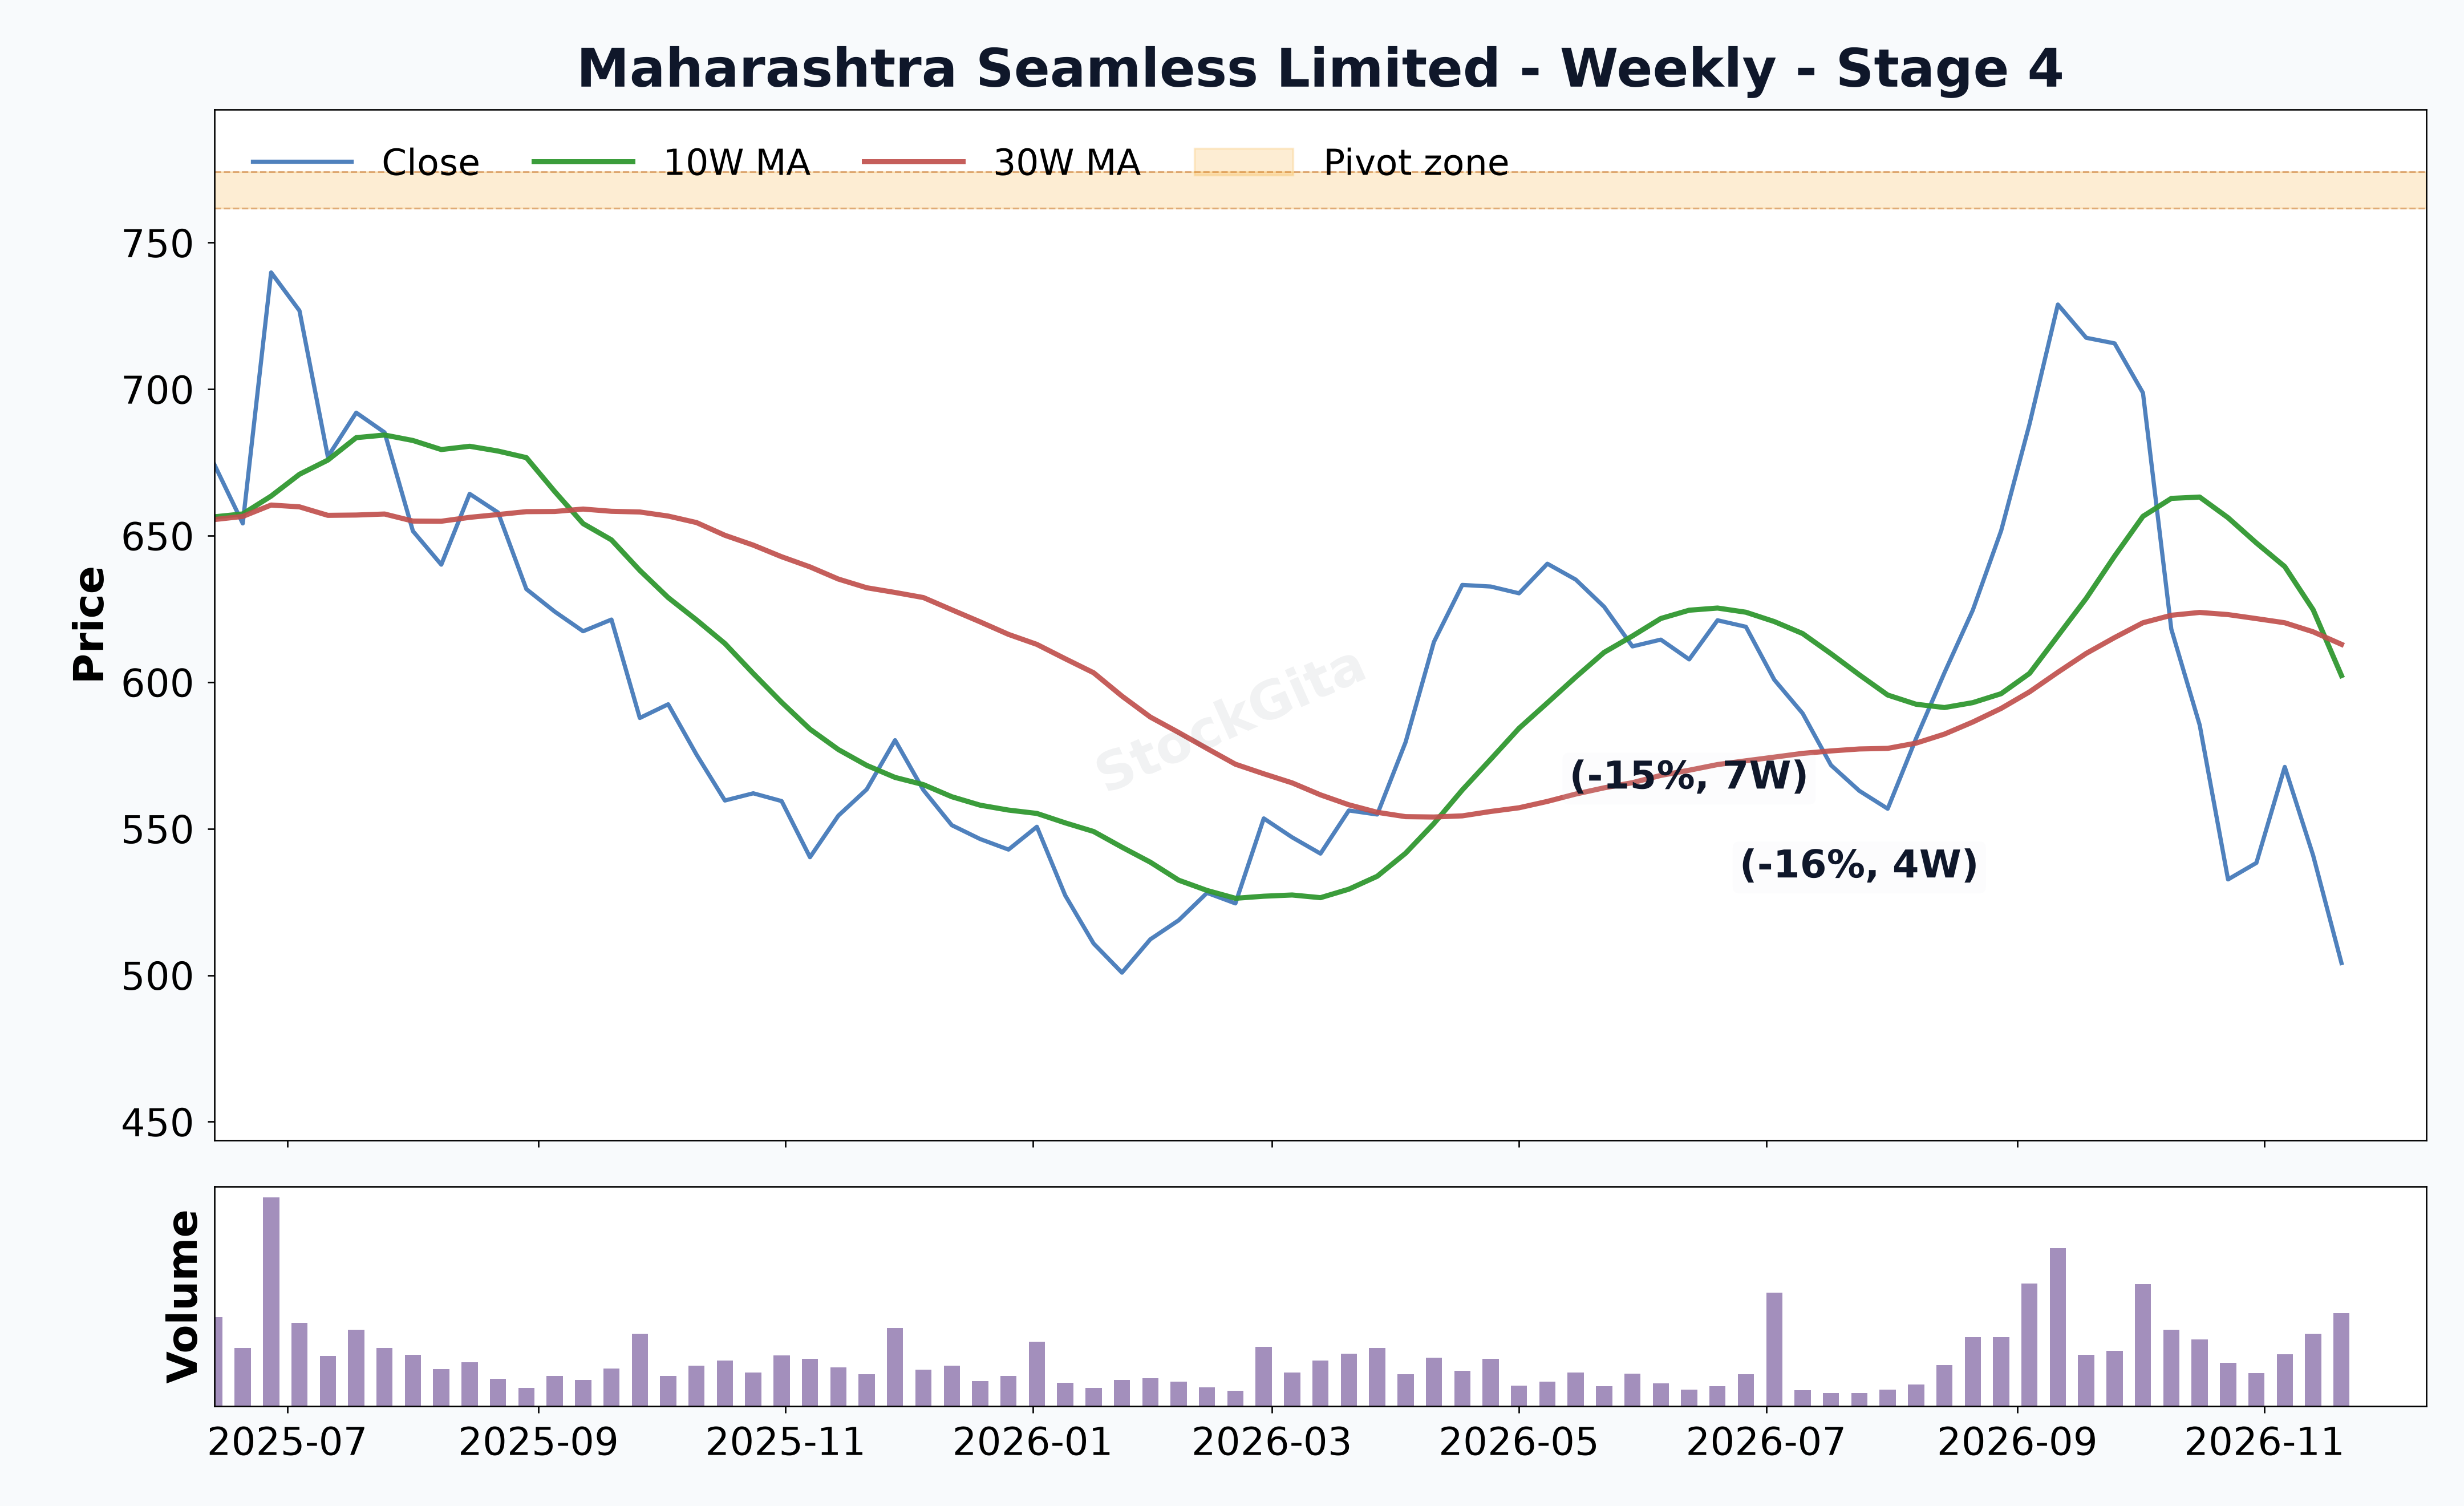 Maharashtra Seamless Limited - Weekly - Stage 4
Close 10W MA 30W MA Pivot zone
750
700
650
600
550
500
450
Price
StockGita
(-15%, 7W)
(-16%, 4W)
Volume
2025-07 2025-09 2025-11 2026-01 2026-03 2026-05 2026-07 2026-09 2026-11